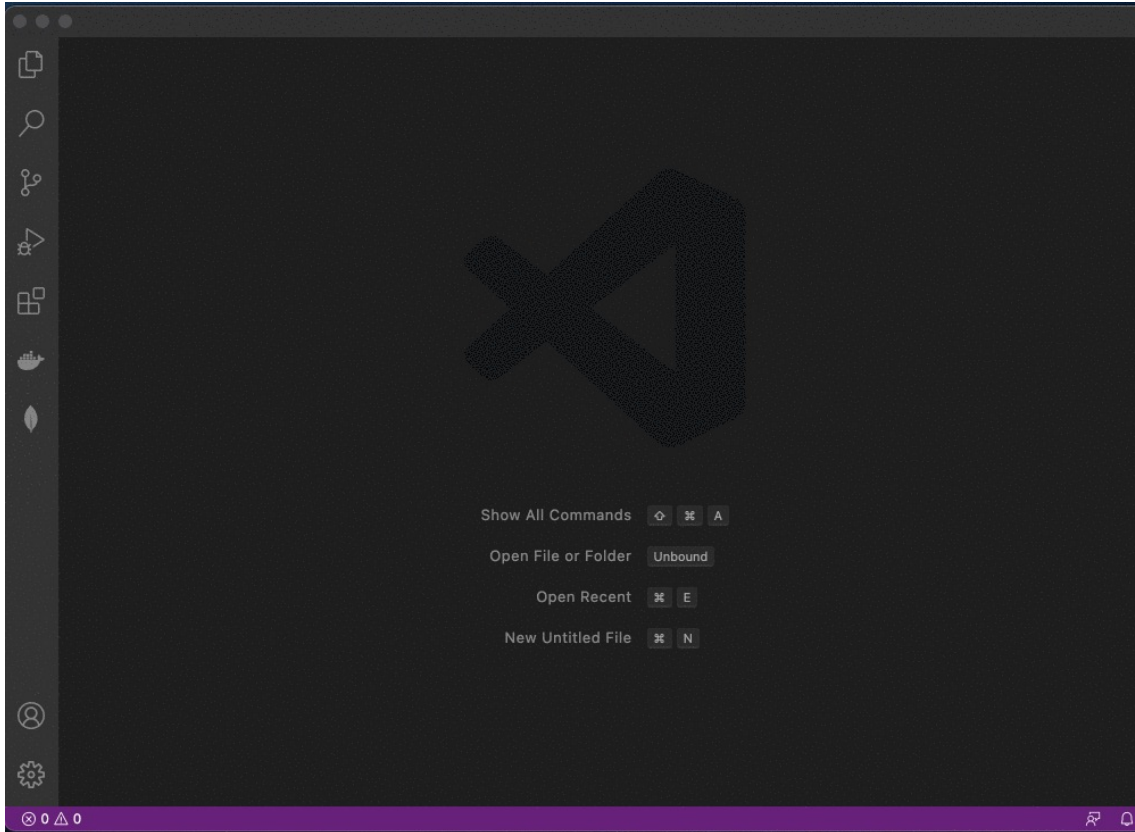 Show All Commands ⇧ ⌘ A
Open File or Folder Unbound
Open Recent ⌘ E
New Untitled File ⌘ N
0 0